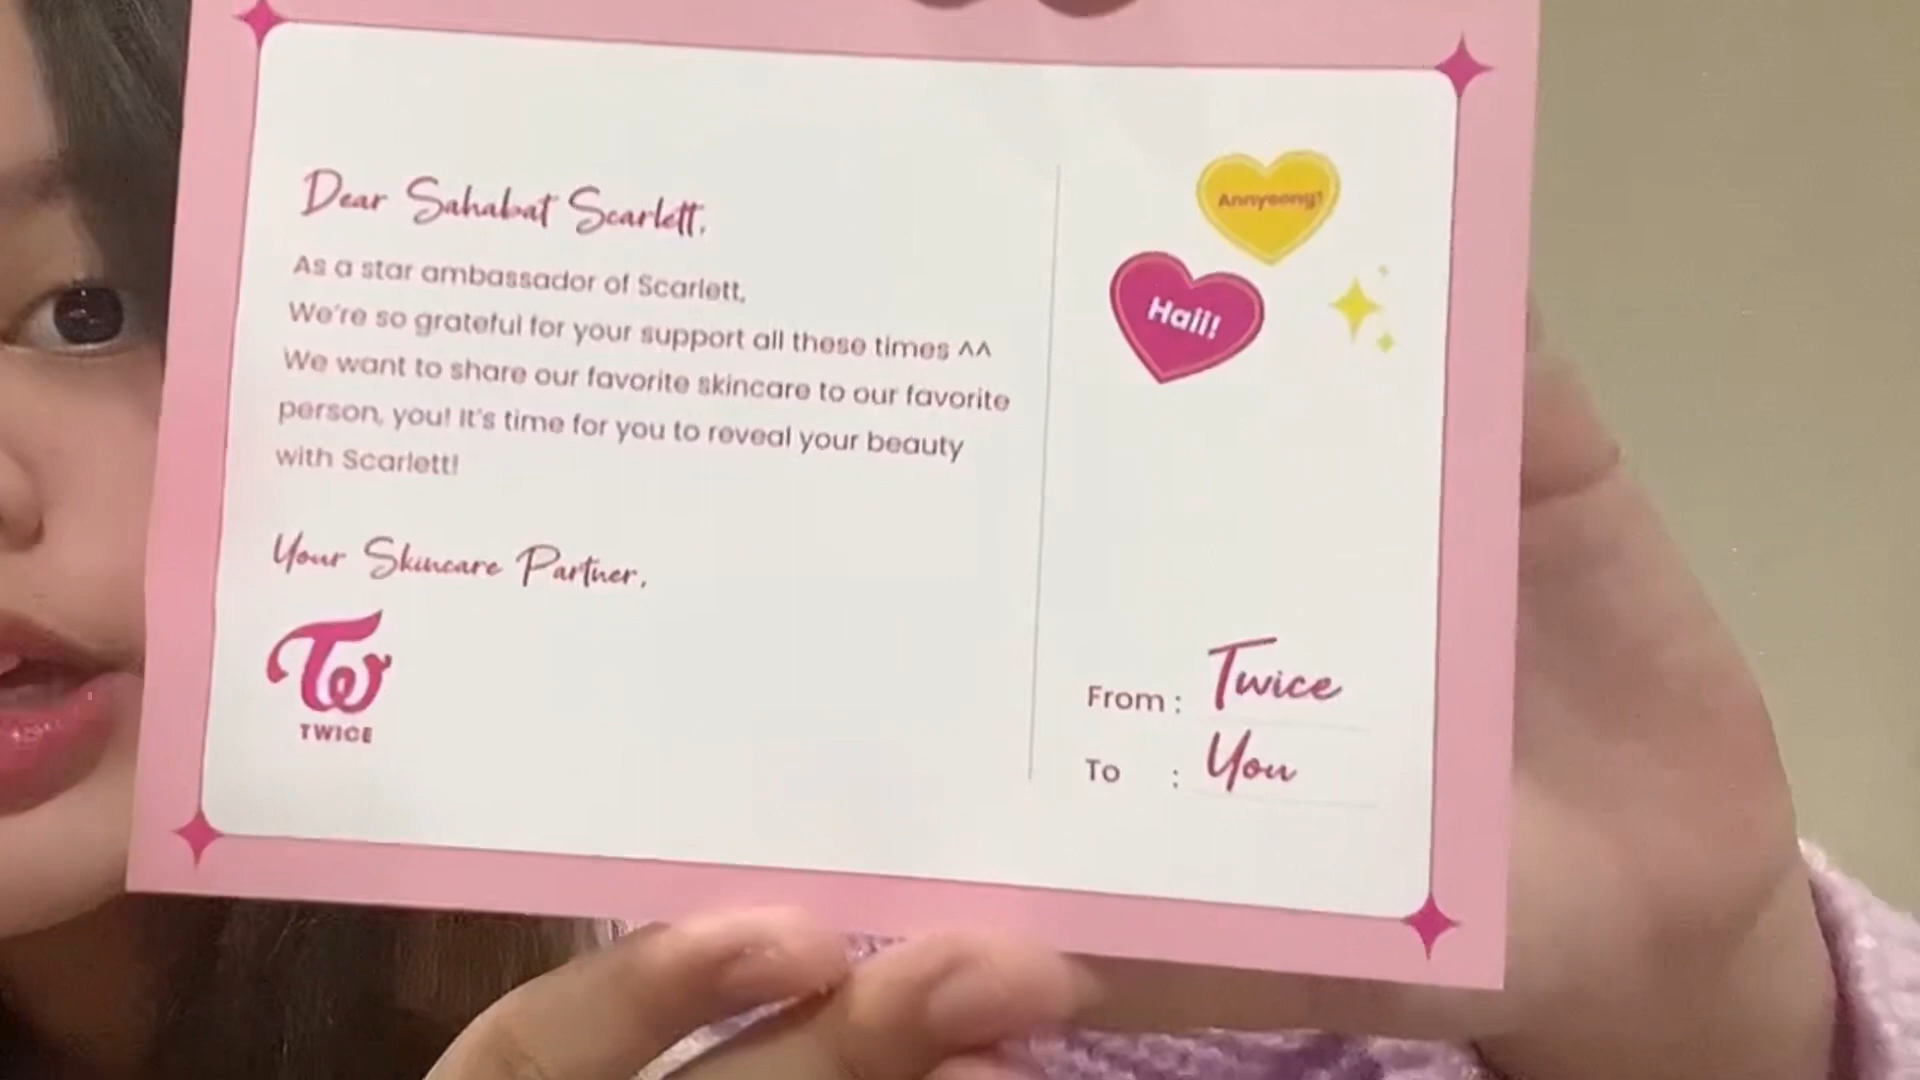 Dear Sahabat Scarlett,
As a star ambassador of Scarlett,
We're so grateful for your support all these times ^^
We want to share our favorite skincare to our favorite
person, you! It's time for you to reveal your beauty
with Scarlett!
Your Skincare Partner,
TW
TWICE
Annyeong!
Haii!
From : Twice
To : You